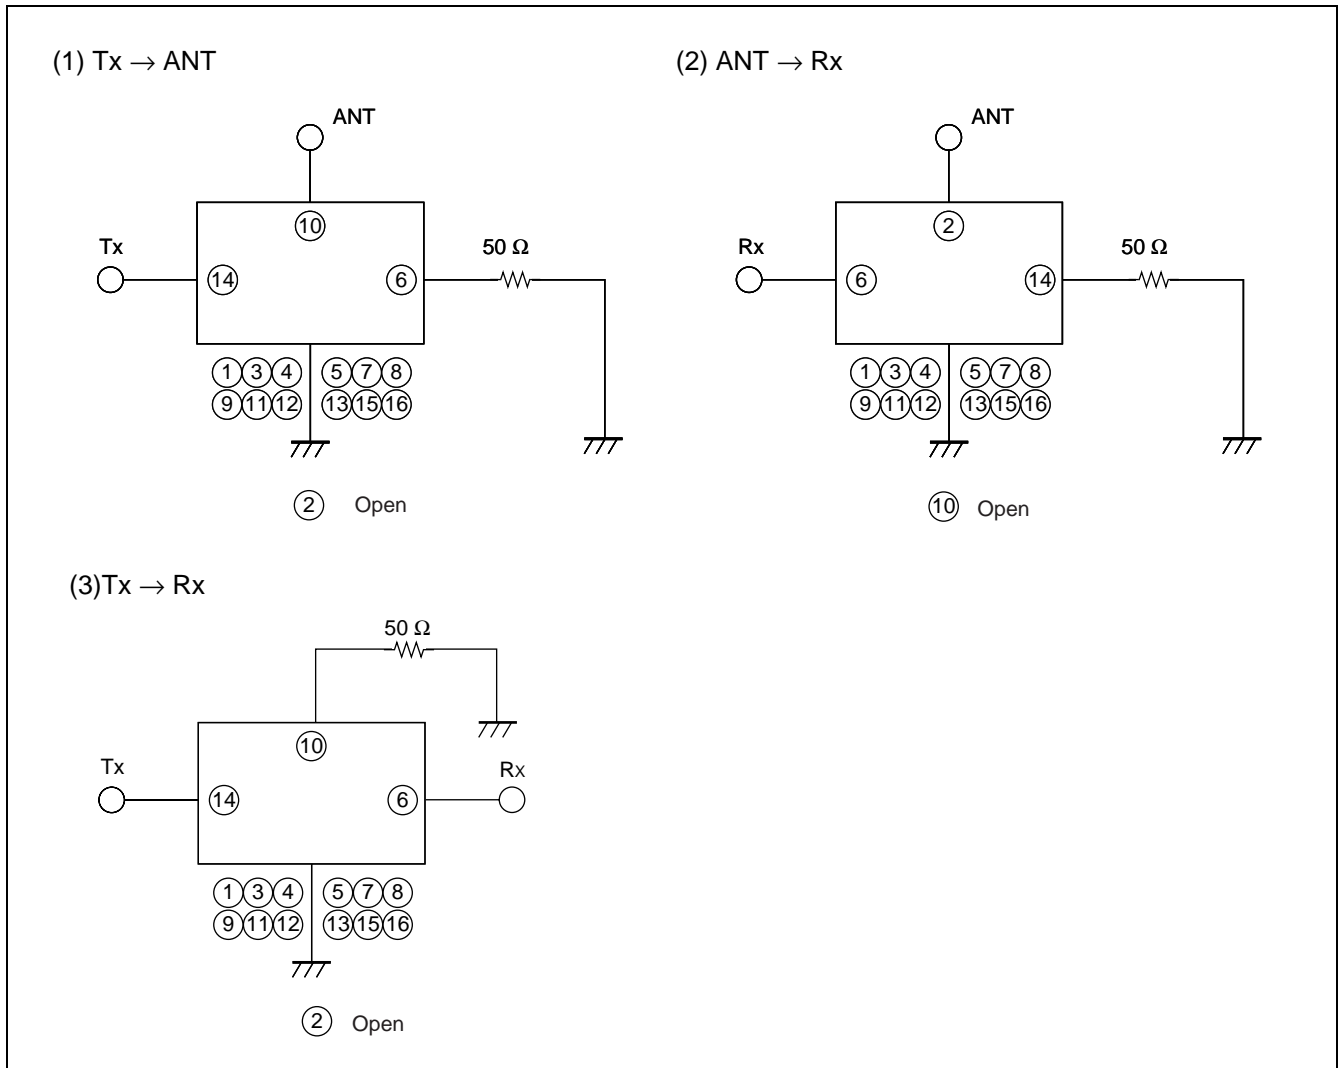 (1) Tx → ANT
ANT
10
Tx
14
6
50 Ω
1 3 4 5 7 8
9 11 12 13 15 16
2 Open
(2) ANT → Rx
ANT
2
Rx
6
14
50 Ω
1 3 4 5 7 8
9 11 12 13 15 16
10 Open
(3)Tx → Rx
50 Ω
10
Tx
14
6
Rx
1 3 4 5 7 8
9 11 12 13 15 16
2 Open